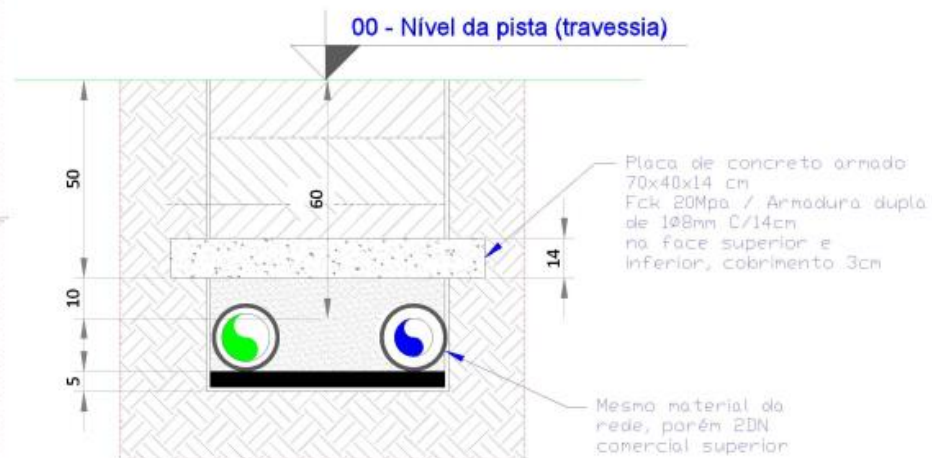 00 - Nível da pista (travessia)
50
60
10
5
14
Placa de concreto armado
70x40x14 cm
Fck 20Mpa / Armadura dupla
de 1Ø8mm C/14cm
na face superior e
inferior, cobrimento 3cm
Mesmo material da
rede, porém 2DN
comercial superior